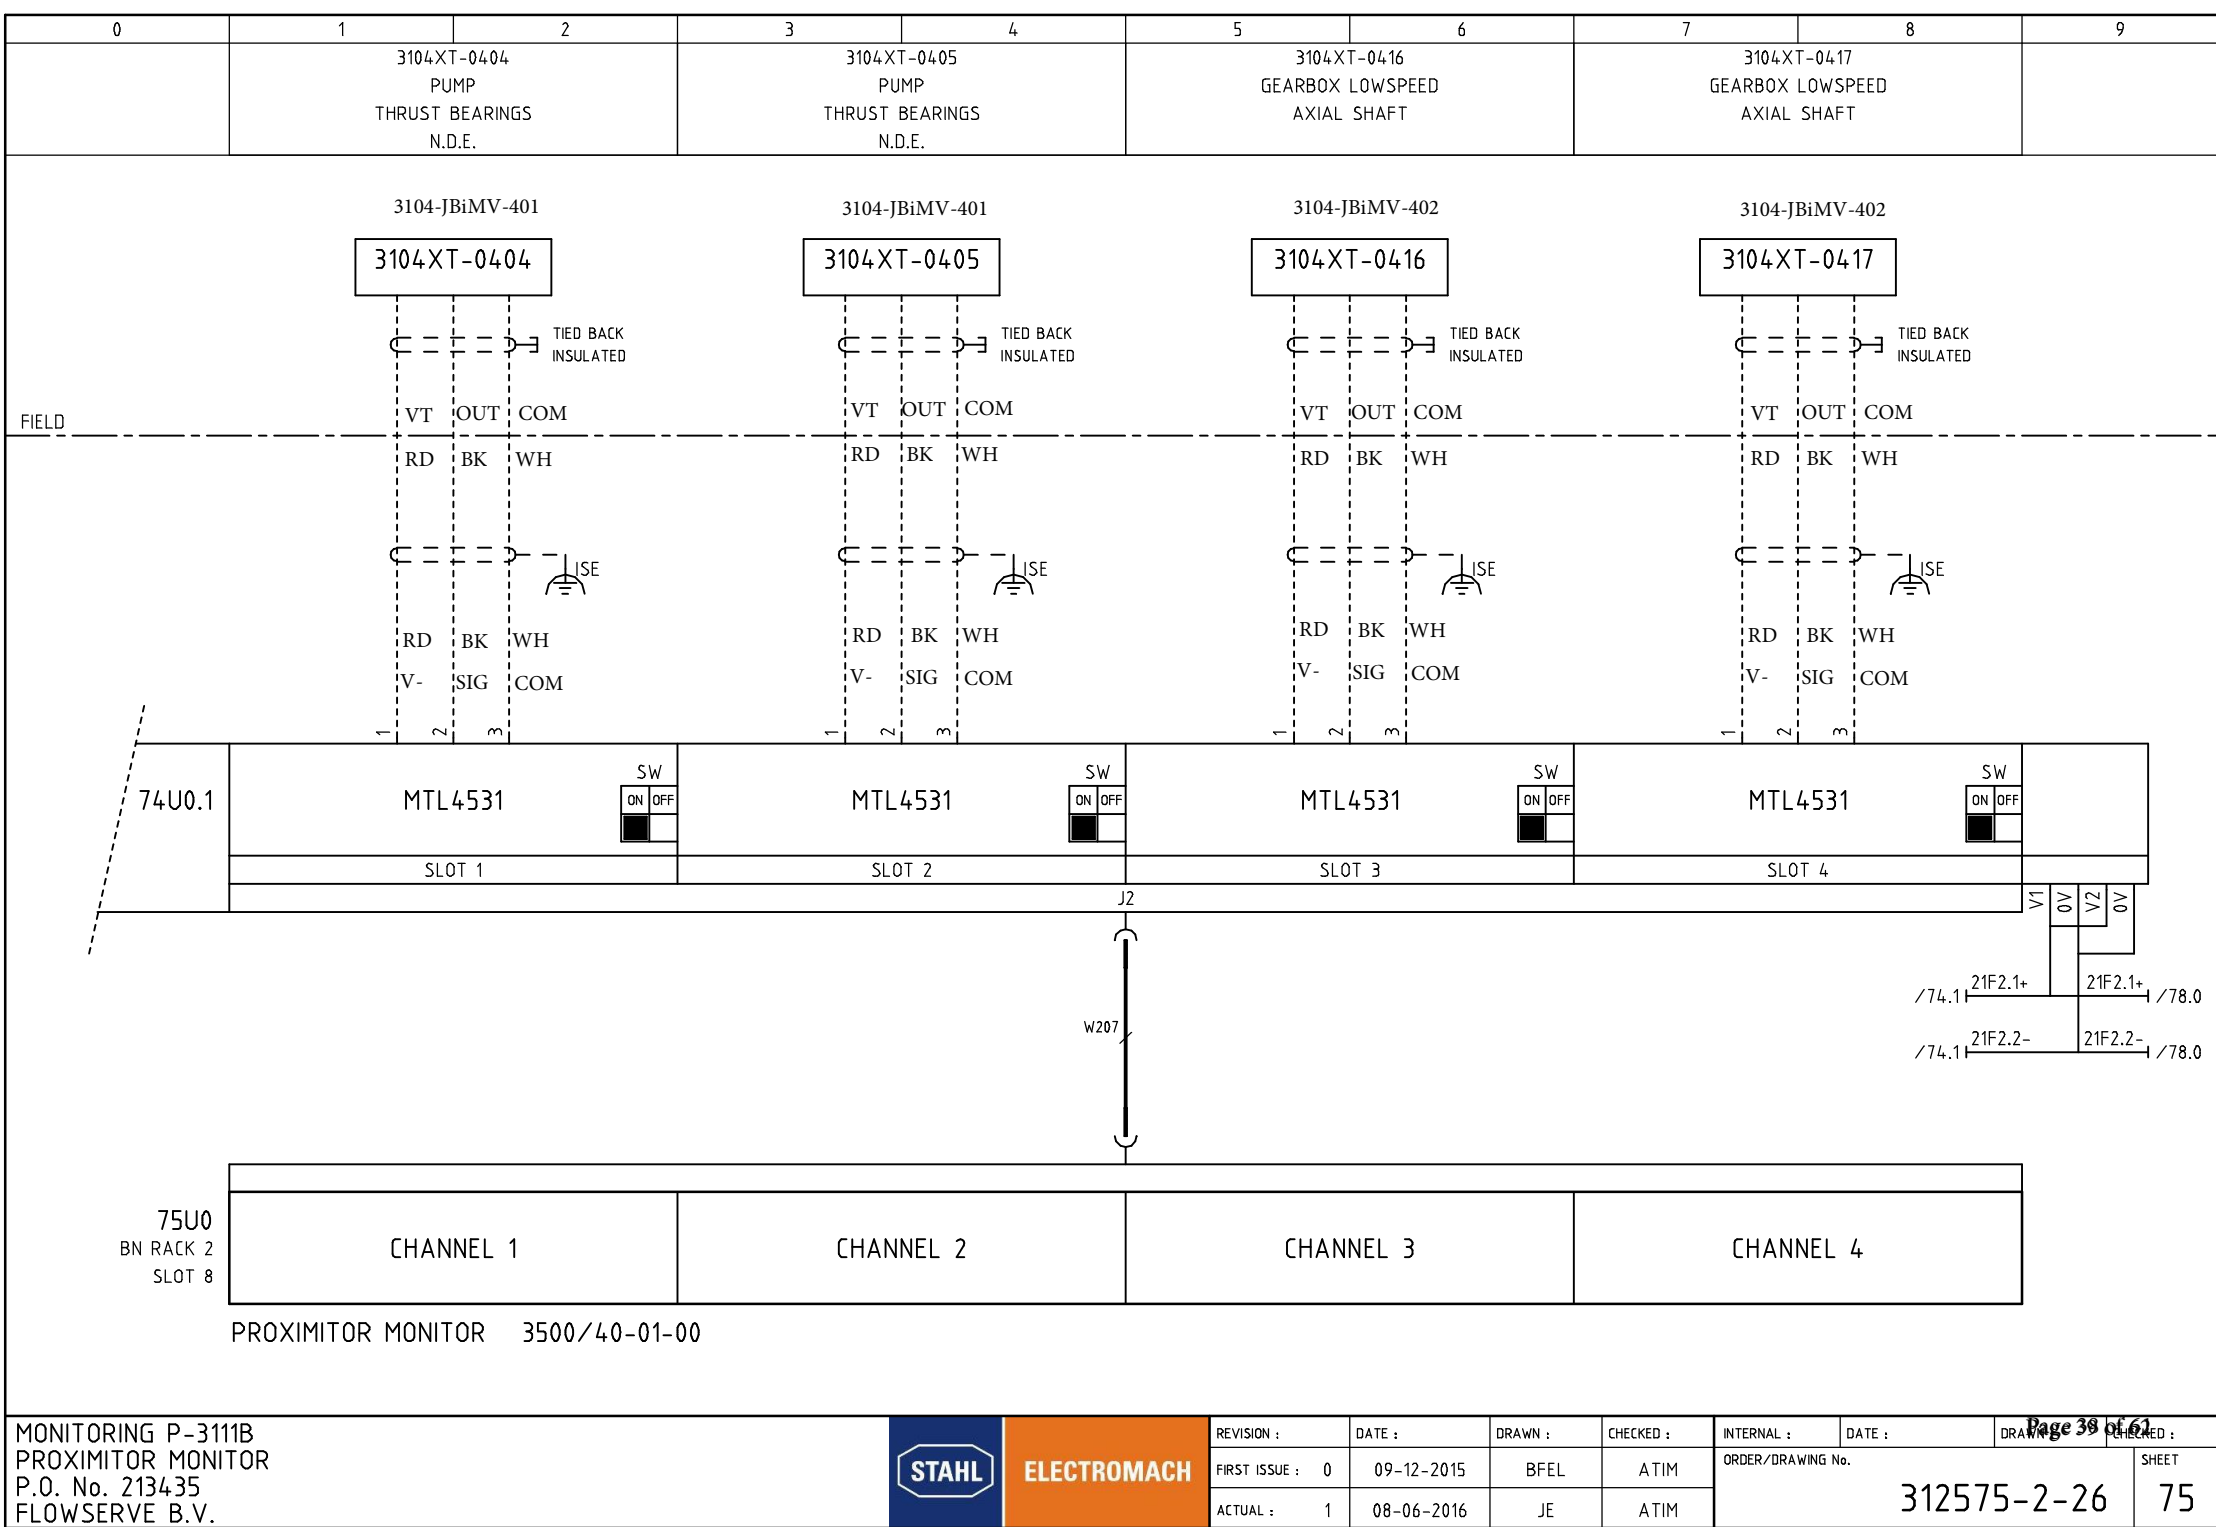 0 1 2 3 4 5 6 7 8 9
3104XT-0404 3104XT-0405 3104XT-0416 3104XT-0417
PUMP PUMP GEARBOX LOWSPEED GEARBOX LOWSPEED
THRUST BEARINGS THRUST BEARINGS AXIAL SHAFT AXIAL SHAFT
N.D.E. N.D.E.
3104-JBiMV-401 3104-JBiMV-401 3104-JBiMV-402 3104-JBiMV-402
3104XT-0404 3104XT-0405 3104XT-0416 3104XT-0417
TIED BACK TIED BACK TIED BACK TIED BACK
INSULATED INSULATED INSULATED INSULATED
VT OUT COM VT OUT COM VT OUT COM VT OUT COM
FIELD
RD BK WH RD BK WH RD BK WH RD BK WH
ISE ISE ISE ISE
RD BK WH RD BK WH RD BK WH RD BK WH
V- SIG COM V- SIG COM V- SIG COM V- SIG COM
1 2 3 1 2 3 1 2 3 1 2 3
SW SW SW SW
74U0.1 MTL4531 ON OFF MTL4531 ON OFF MTL4531 ON OFF MTL4531 ON OFF
SLOT 1 SLOT 2 SLOT 3 SLOT 4
J2 V1 0V V2 0V
/74.1 21F2.1+ 21F2.1+ /78.0
W207
/74.1 21F2.2- 21F2.2- /78.0
75U0
BN RACK 2 CHANNEL 1 CHANNEL 2 CHANNEL 3 CHANNEL 4
SLOT 8
PROXIMITOR MONITOR 3500/40-01-00
MONITORING P-3111B
PROXIMITOR MONITOR
P.O. No. 213435
FLOWSERVE B.V.
STAHL ELECTROMACH
REVISION : DATE : DRAWN : CHECKED :
FIRST ISSUE : 0 09-12-2015 BFEL ATIM
ACTUAL : 1 08-06-2016 JE ATIM
INTERNAL : DATE :
ORDER/DRAWING No. SHEET
312575-2-26 75